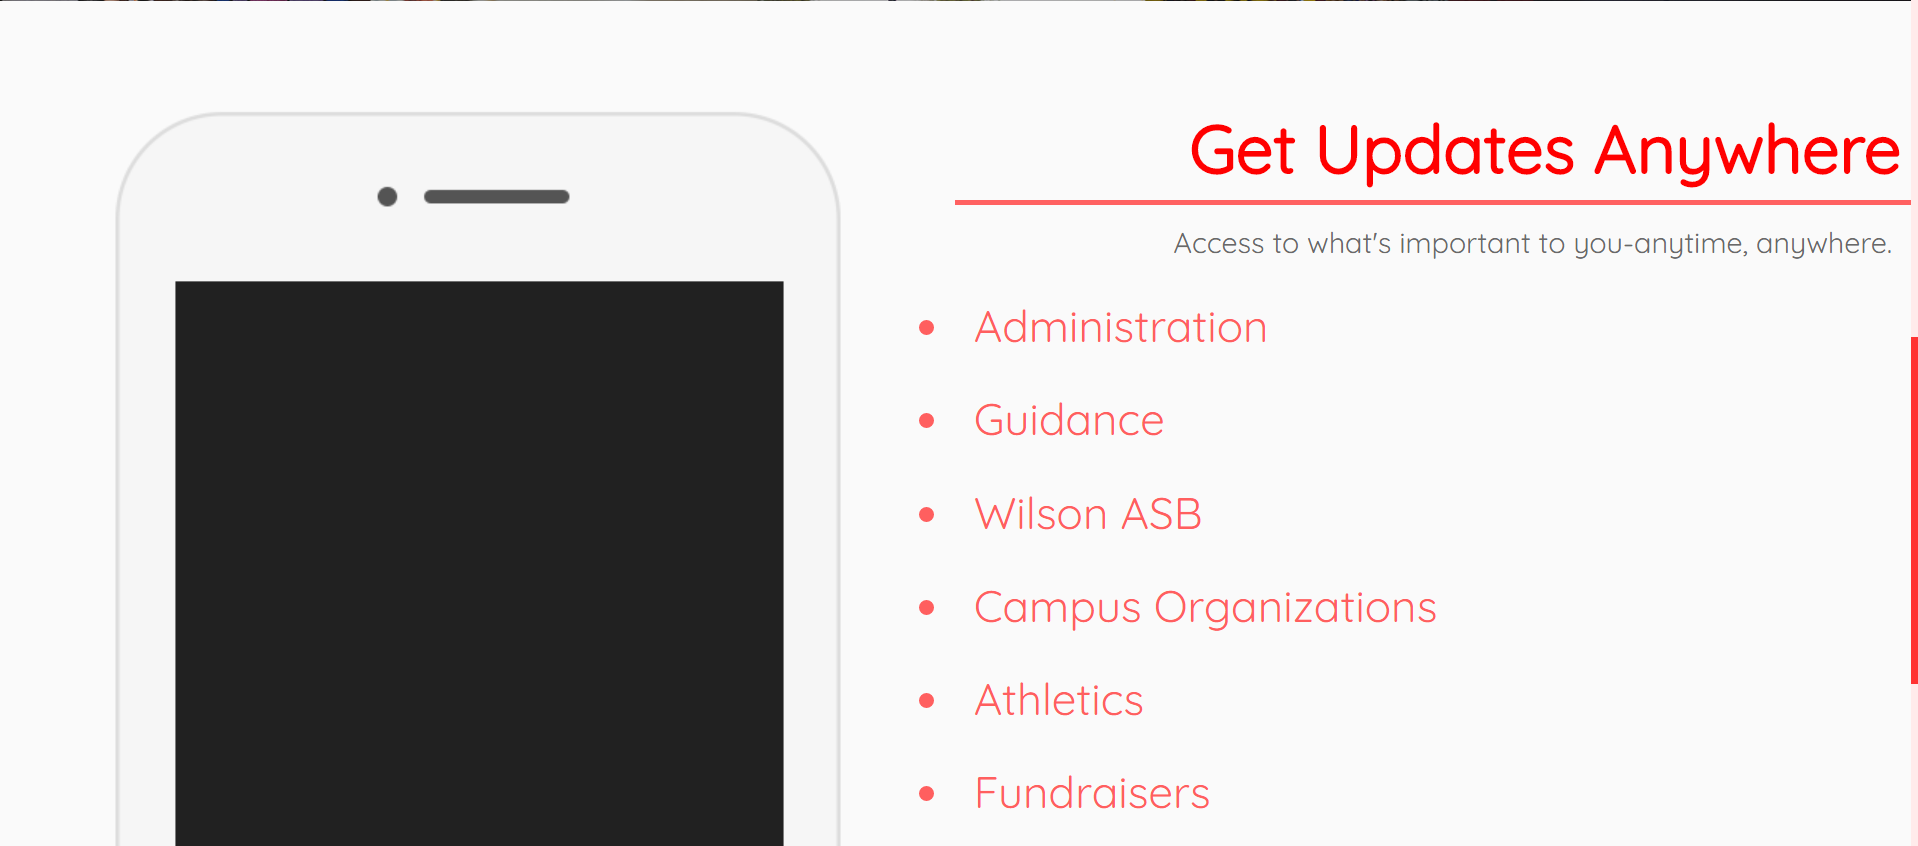 Get Updates Anywhere
Access to what's important to you-anytime, anywhere.
Administration
Guidance
Wilson ASB
Campus Organizations
Athletics
Fundraisers